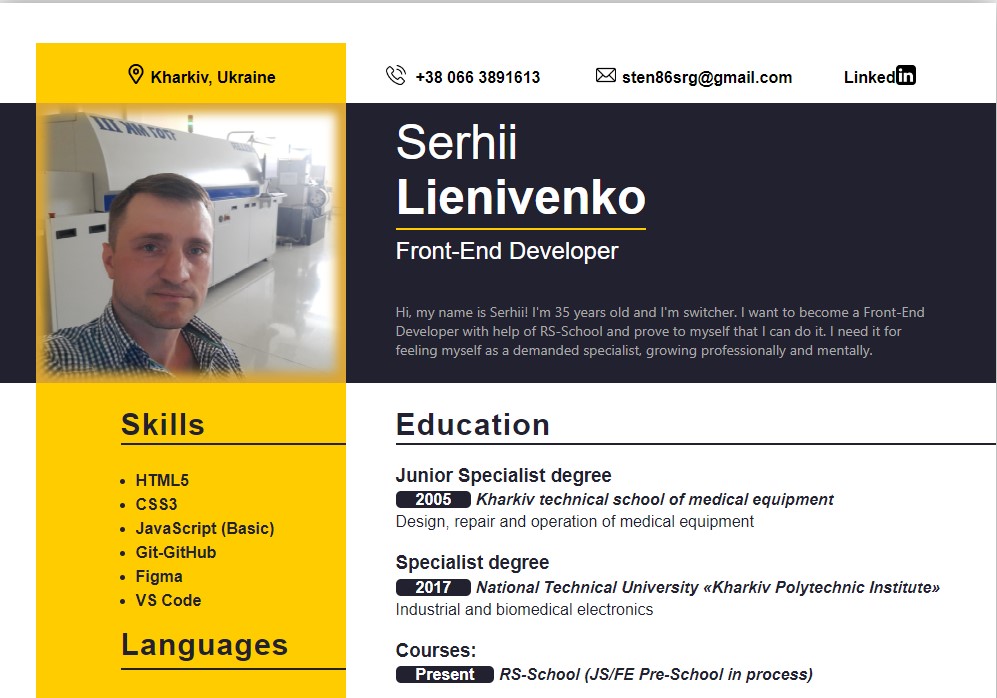 Kharkiv, Ukraine
+38 066 3891613
sten86srg@gmail.com
Linked in
Serhii
Lienivenko
Front-End Developer
Hi, my name is Serhii! I'm 35 years old and I'm switcher. I want to become a Front-End
Developer with help of RS-School and prove to myself that I can do it. I need it for
feeling myself as a demanded specialist, growing professionally and mentally.
Skills
HTML5
CSS3
JavaScript (Basic)
Git-GitHub
Figma
VS Code
Languages
Education
Junior Specialist degree
2005 Kharkiv technical school of medical equipment
Design, repair and operation of medical equipment
Specialist degree
2017 National Technical University «Kharkiv Polytechnic Institute»
Industrial and biomedical electronics
Courses:
Present RS-School (JS/FE Pre-School in process)